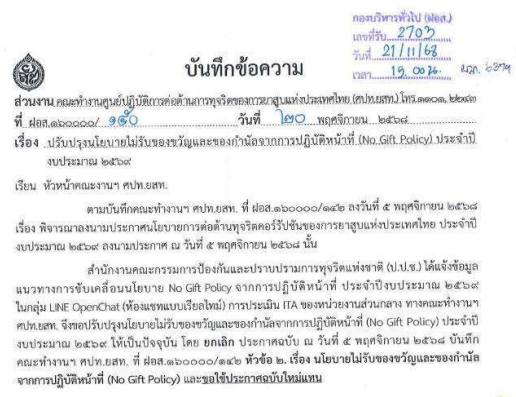 กองบริหารทั่วไป (ฝอส.)
เลขที่รับ 2703
วันที่ 21/11/68
เวลา 19.00 น.
บันทึกข้อความ
ส่วนงาน คณะทำงานศูนย์ปฏิบัติการต่อต้านการทุจริตของการยาสูบแห่งประเทศไทย (ศปท.ยสท.) โทร.๑๑๐๑, ๒๒๔๓
ที่ ฝอส.๑๖๐๐๐๐/ ๑๕๐ วันที่ ๒๐ พฤศจิกายน ๒๕๖๘
เรื่อง ปรับปรุงนโยบายไม่รับของขวัญและของกำนัลจากการปฏิบัติหน้าที่ (No Gift Policy) ประจำปี
งบประมาณ ๒๕๖๙
เรียน หัวหน้าคณะงานฯ ศปท.ยสท.
ตามบันทึกคณะทำงานฯ ศปท.ยสท. ที่ ฝอส.๑๖๐๐๐๐/๑๔๒ ลงวันที่ ๕ พฤศจิกายน ๒๕๖๘
เรื่อง พิจารณาลงนามประกาศนโยบายการต่อต้านทุจริตคอร์รัปชันของการยาสูบแห่งประเทศไทย ประจำปี
งบประมาณ ๒๕๖๙ ลงนามประกาศ ณ วันที่ ๕ พฤศจิกายน ๒๕๖๘ นั้น
สำนักงานคณะกรรมการป้องกันและปราบปรามการทุจริตแห่งชาติ (ป.ป.ช.) ได้แจ้งข้อมูล
แนวทางการขับเคลื่อนนโยบาย No Gift Policy จากการปฏิบัติหน้าที่ ประจำปีงบประมาณ ๒๕๖๙
ในกลุ่ม LINE OpenChat (ห้องแชทแบบเรียลไทม์) การประเมิน ITA ของหน่วยงานส่วนกลาง ทางคณะทำงานฯ
ศปท.ยสท. จึงขอปรับปรุงนโยบายไม่รับของขวัญและของกำนัลจากการปฏิบัติหน้าที่ (No Gift Policy) ประจำปี
งบประมาณ ๒๕๖๙ ให้เป็นปัจจุบัน โดย ยกเลิก ประกาศฉบับ ณ วันที่ ๕ พฤศจิกายน ๒๕๖๘ บันทึก
คณะทำงานฯ ศปท.ยสท. ที่ ฝอส.๑๖๐๐๐๐/๑๔๒ หัวข้อ ๒. เรื่อง นโยบายไม่รับของขวัญและของกำนัล
จากการปฏิบัติหน้าที่ (No Gift Policy) และขอใช้ประกาศฉบับใหม่แทน